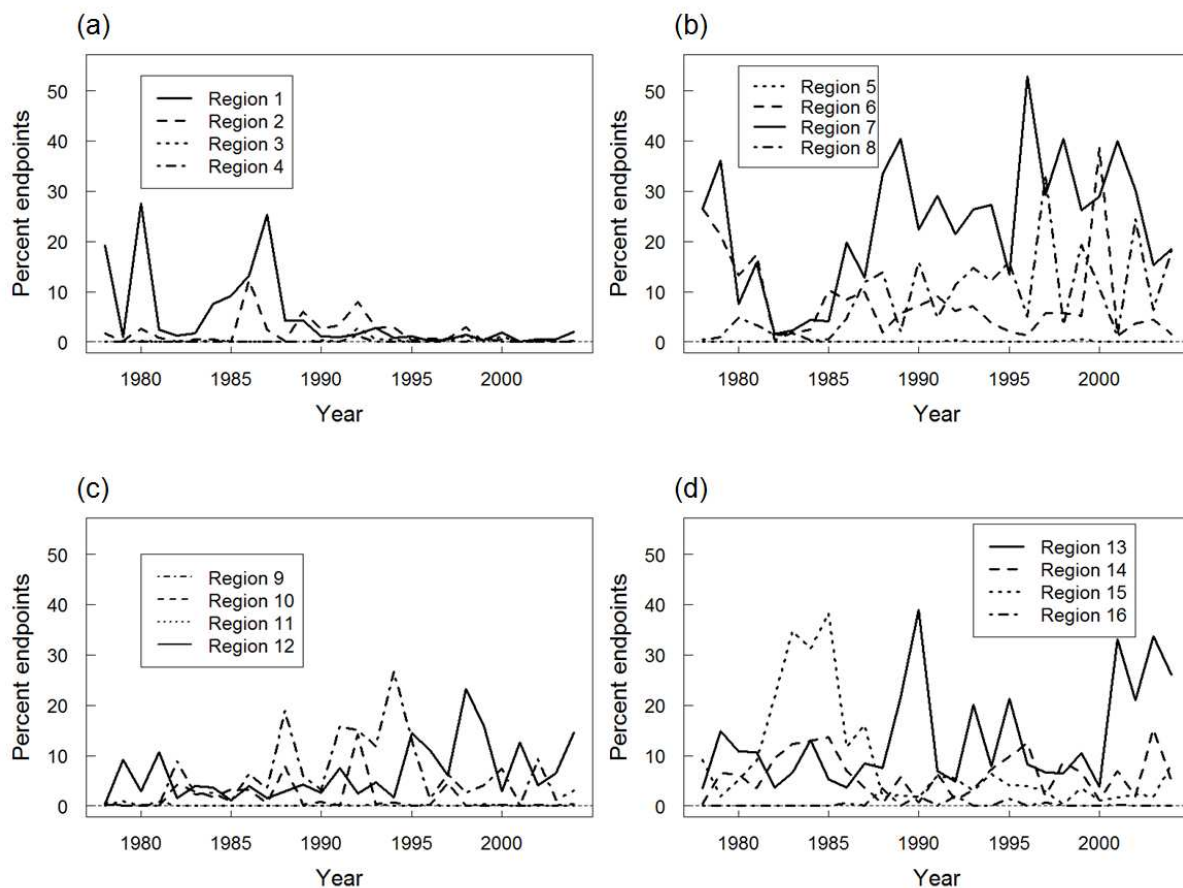 (a)
Percent endpoints
50
40
30
20
10
0
Region 1
Region 2
Region 3
Region 4
1980
1985
1990
1995
2000
Year
(b)
Percent endpoints
50
40
30
20
10
0
Region 5
Region 6
Region 7
Region 8
1980
1985
1990
1995
2000
Year
(c)
Percent endpoints
50
40
30
20
10
0
Region 9
Region 10
Region 11
Region 12
1980
1985
1990
1995
2000
Year
(d)
Percent endpoints
50
40
30
20
10
0
Region 13
Region 14
Region 15
Region 16
1980
1985
1990
1995
2000
Year